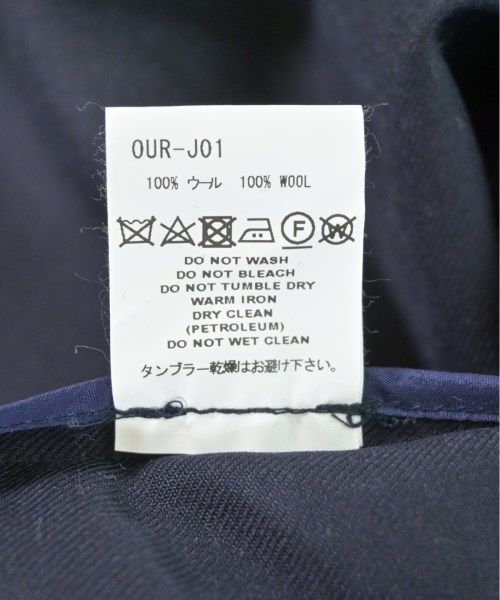 OUR-J01
100% ウール 100% WOOL
F W
DO NOT WASH
DO NOT BLEACH
DO NOT TUMBLE DRY
WARM IRON
DRY CLEAN
(PETROLEUM)
DO NOT WET CLEAN
タンブラー乾燥はお避け下さい。